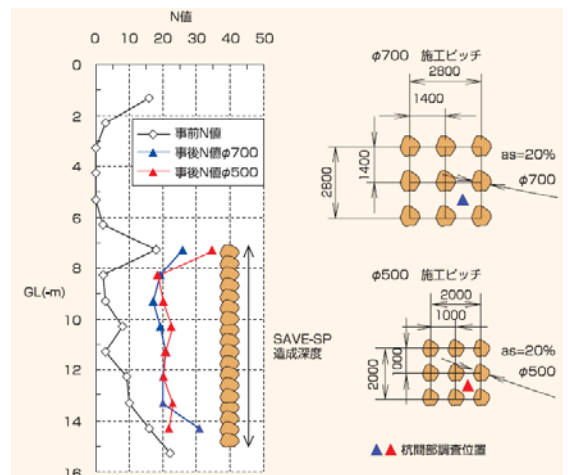 N値
0 10 20 30 40 50
0
2
4
6
8
10
12
14
16
GL(-m)
事前N値
事後N値φ700
事後N値φ500
SAVE-SP
造成深度
φ700 施工ピッチ
2800
1400
1400
2800
as=20%
φ700
φ500 施工ピッチ
2000
1000
1000
2000
as=20%
φ500
杭間部調査位置